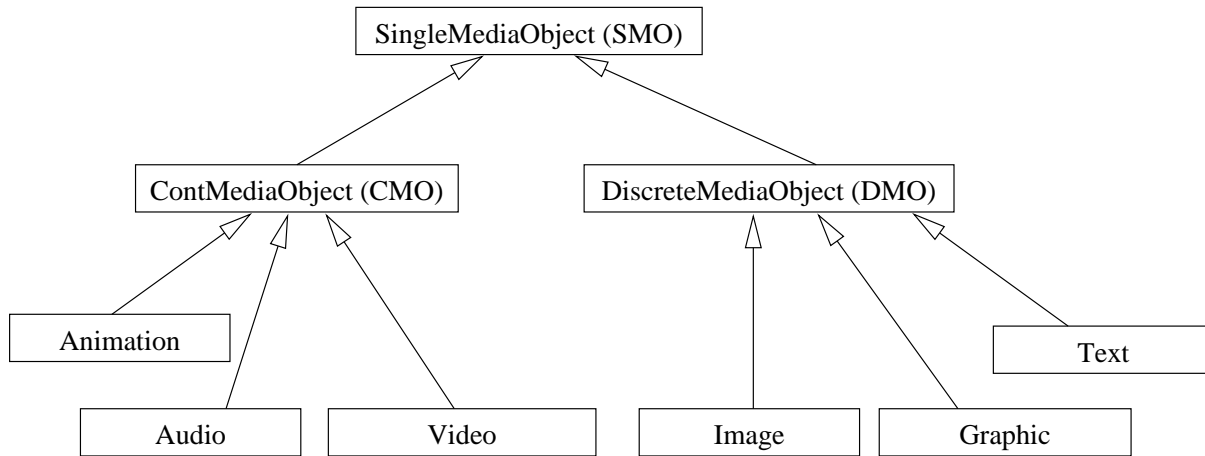 SingleMediaObject (SMO)
ContMediaObject (CMO)
DiscreteMediaObject (DMO)
Animation
Text
Audio
Video
Image
Graphic